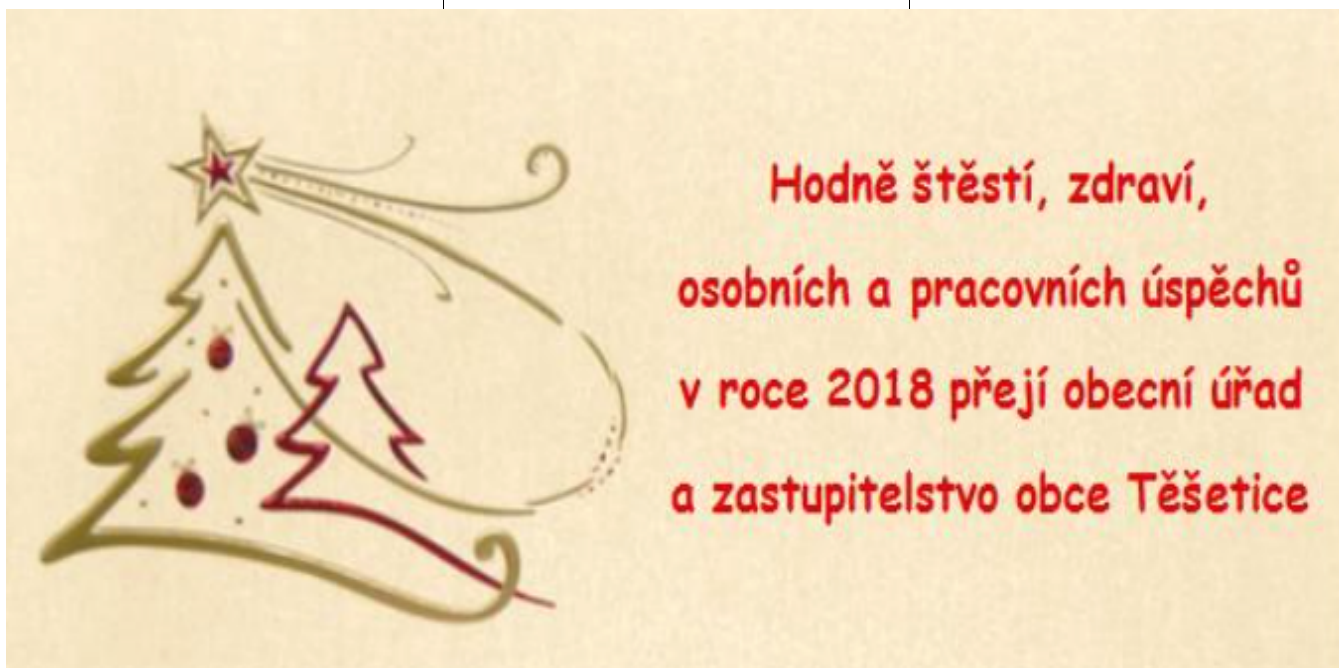 Hodně štěstí, zdraví,
osobních a pracovních úspěchů
v roce 2018 přejí obecní úřad
a zastupitelstvo obce Těšetice